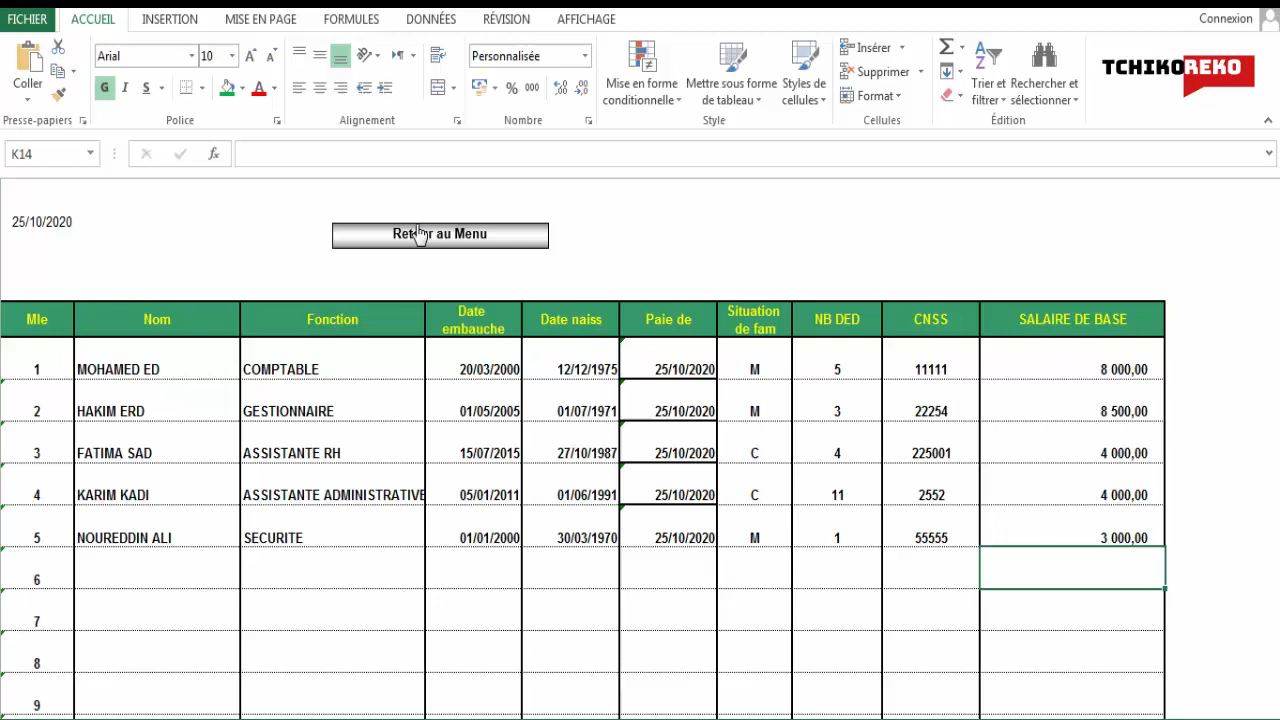 FICHIER ACCUEIL INSERTION MISE EN PAGE FORMULES DONNÉES RÉVISION AFFICHAGE Connexion
Coller
Presse-papiers
Arial 10
G I S A
Police
Alignement
Personnalisée
% 000
Nombre
Mise en forme conditionnelle
Mettre sous forme de tableau
Styles de cellules
Style
Insérer
Supprimer
Format
Cellules
Trier et filtrer
Rechercher et sélectionner
Édition
TCHIKOREKO
K14 fx
25/10/2020
Retour au Menu
Mle Nom Fonction Date embauche Date naiss Paie de Situation de fam NB DED CNSS SALAIRE DE BASE
1 MOHAMED ED COMPTABLE 20/03/2000 12/12/1975 25/10/2020 M 5 11111 8 000,00
2 HAKIM ERD GESTIONNAIRE 01/05/2005 01/07/1971 25/10/2020 M 3 22254 8 500,00
3 FATIMA SAD ASSISTANTE RH 15/07/2015 27/10/1987 25/10/2020 C 4 225001 4 000,00
4 KARIM KADI ASSISTANTE ADMINISTRATIVE 05/01/2011 01/06/1991 25/10/2020 C 11 2552 4 000,00
5 NOUREDDIN ALI SECURITE 01/01/2000 30/03/1970 25/10/2020 M 1 55555 3 000,00
6
7
8
9